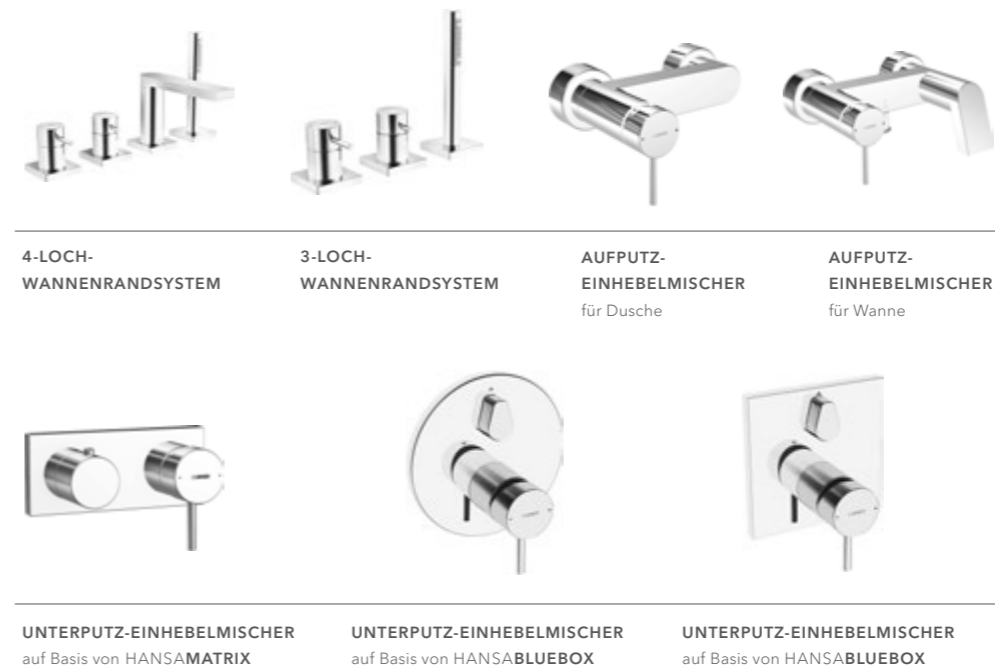 4-LOCH-
WANNENRANDSYSTEM
3-LOCH-
WANNENRANDSYSTEM
AUFPUTZ-
EINHEBELMISCHER
für Dusche
AUFPUTZ-
EINHEBELMISCHER
für Wanne
UNTERPUTZ-EINHEBELMISCHER
auf Basis von HANSAMATRIX
UNTERPUTZ-EINHEBELMISCHER
auf Basis von HANSABLUEBOX
UNTERPUTZ-EINHEBELMISCHER
auf Basis von HANSABLUEBOX